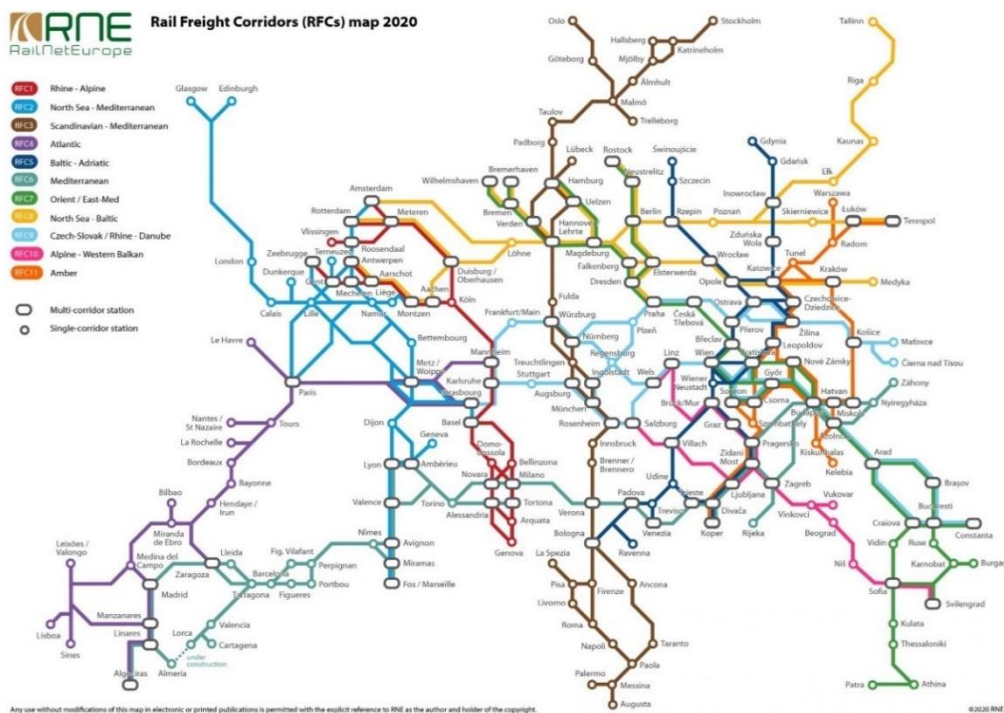 RNE
RailNetEurope
Rail Freight Corridors (RFCs) map 2020
RFC1 Rhine - Alpine
RFC2 North Sea - Mediterranean
RFC3 Scandinavian - Mediterranean
RFC4 Atlantic
RFC5 Baltic - Adriatic
RFC6 Mediterranean
RFC7 Orient / East-Med
RFC8 North Sea - Baltic
RFC9 Czech-Slovak / Rhine - Danube
RFC10 Alpine - Western Balkan
RFC11 Amber
Multi-corridor station
Single-corridor station
Glasgow
Edinburgh
London
Calais
Dunkerque
Lille
Zeebrugge
Gent
Terneuzen
Vlissingen
Rotterdam
Amsterdam
Meteren
Roosendaal
Antwerpen
Mechelen
Aarschot
Liège
Aachen
Montzen
Namur
Duisburg /
Oberhausen
Köln
Bettembourg
Metz /
Woippy
Strasbourg
Mannheim
Karlsruhe
Basel
Le Havre
Paris
Nantes /
St Nazaire
Tours
La Rochelle
Bordeaux
Bayonne
Hendaye /
Irun
Bilbao
Miranda
de Ebro
Leixões /
Valongo
Medina del
Campo
Zaragoza
Madrid
Manzanares
Linares
Lisboa
Sines
Algeciras
Almería
under
construction
Lorca
Cartagena
Valencia
Tarragona
Lleida
Barcelona
Fig. Vilafant
Figueres
Perpignan
Portbou
Nîmes
Dijon
Geneva
Lyon
Ambérieu
Valence
Avignon
Miramas
Fos / Marseille
Torino
Domo-
dossola
Novara
Alessandria
Bellinzona
Milano
Tortona
Arquata
Genova
Oslo
Göteborg
Stockholm
Hallsberg
Katrineholm
Mjölby
Älmhult
Malmö
Trelleborg
Taulov
Padborg
Lübeck
Hamburg
Bremerhaven
Wilhelmshaven
Bremen
Verden
Hannover
Lehrte
Uelzen
Löhne
Magdeburg
Rostock
Neustrelitz
Berlin
Falkenberg
Elsterwerda
Dresden
Fulda
Frankfurt/Main
Würzburg
Nürnberg
Plzeň
Regensburg
Treuchtlingen
Stuttgart
Ingolstadt
Augsburg
München
Rosenheim
Salzburg
Wels
Linz
Innsbruck
Brenner /
Brennero
Verona
Bologna
Ravenna
La Spezia
Pisa
Livorno
Firenze
Ancona
Roma
Napoli
Taranto
Paola
Palermo
Messina
Augusta
Padova
Venezia
Treviso
Udine
Trieste
Villach
Koper
Divača
Ljubljana
Zidani
Most
Pragersko
Graz
Bruck/Mur
Wiener
Neustadt
Wien
Zagreb
Rijeka
Świnoujście
Szczecin
Rzepin
Poznań
Gdynia
Gdańsk
Inowrocław
Zduńska
Wola
Skierniewice
Warszawa
Łuków
Terespol
Radom
Tunel
Kraków
Medyka
Wrocław
Opole
Katowice
Czechowice-
Dziedzice
Ostrava
Přerov
Žilina
Praha
Česká
Třebová
Břeclav
Bratislava
Leopoldov
Nové Zámky
Košice
Maťovce
Čierna nad Tisou
Záhony
Nyíregyháza
Miskolc
Hatvan
Budapest
Győr
Csorna
Sopron
Szombathely
Szolnok
Kiskunhalas
Kelebia
Tallinn
Riga
Kaunas
Ełk
Arad
Brașov
Craiova
București
Constanta
Vidin
Ruse
Karnobat
Burgas
Svilengrad
Sofia
Kulata
Thessaloniki
Patra
Athina
Vinkovci
Vukovar
Beograd
Niš
Any use without modifications of this map in electronic or printed publications is permitted with the explicit reference to RNE as the author and holder of the copyright.
©2020 RNE